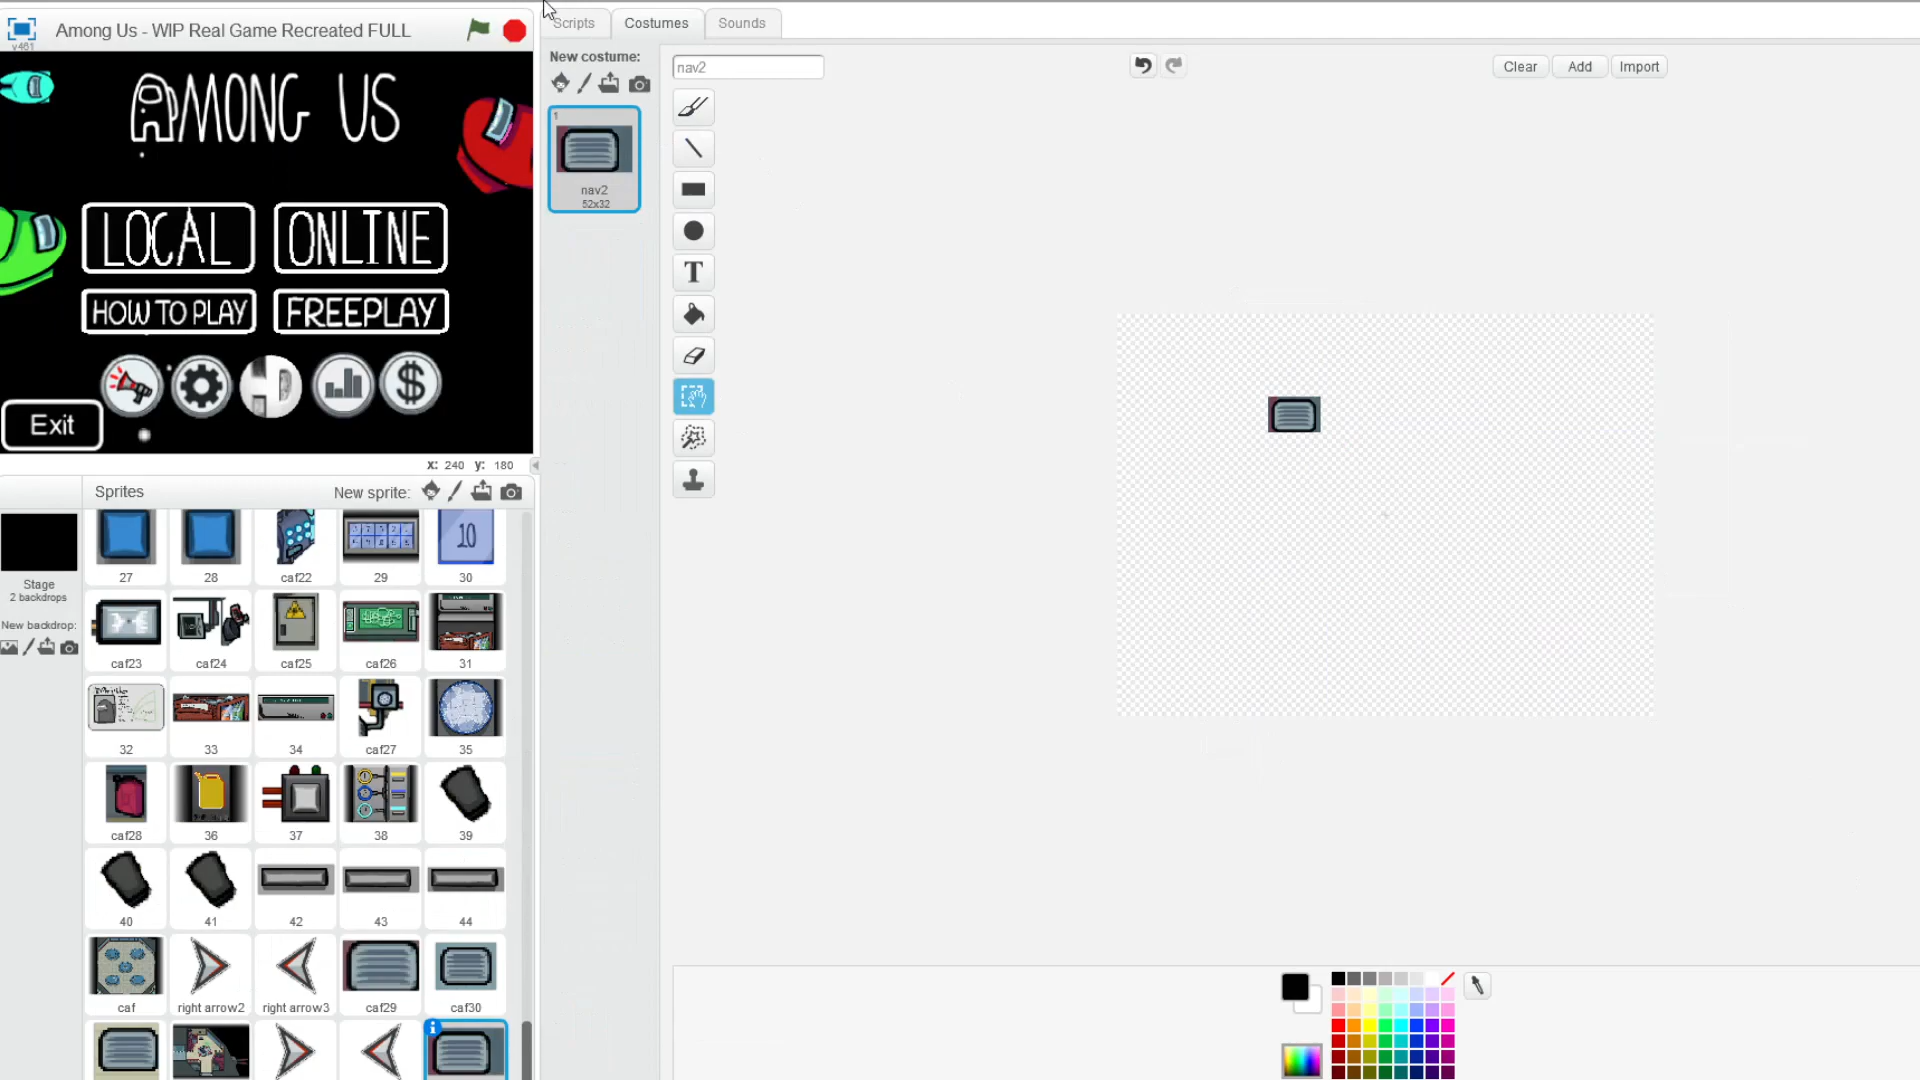 Scripts Costumes Sounds
Among Us - WIP Real Game Recreated FULL
v461
New costume:
nav2
Clear Add Import
1
nav2
52x32
AMONG US
LOCAL ONLINE
HOW TO PLAY FREEPLAY
$
Exit
T
x: 240 y: 180
Sprites New sprite:
10
27 28 caf22 29 30
Stage
2 backdrops
New backdrop:
caf23 caf24 caf25 caf26 31
32 33 34 caf27 35
caf28 36 37 38 39
40 41 42 43 44
caf right arrow2 right arrow3 caf29 caf30